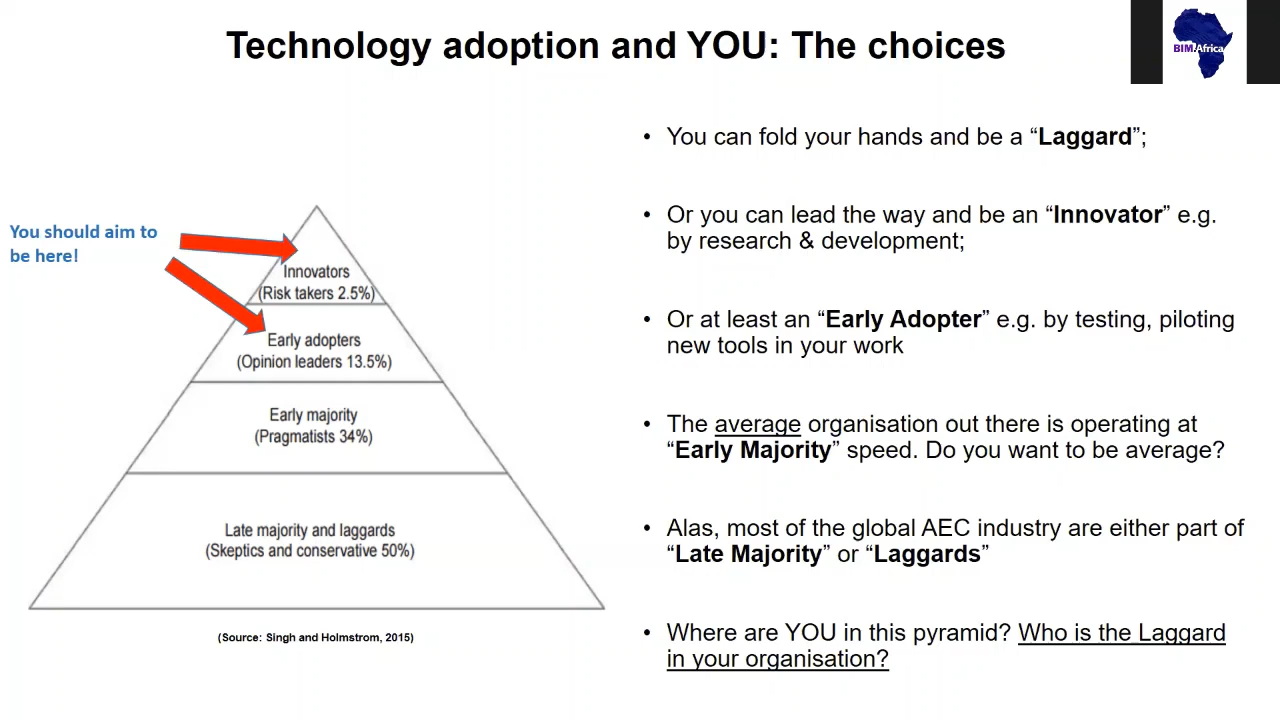 Technology adoption and YOU: The choices
BIM.Africa
You should aim to
be here!
Innovators
(Risk takers 2.5%)
Early adopters
(Opinion leaders 13.5%)
Early majority
(Pragmatists 34%)
Late majority and laggards
(Skeptics and conservative 50%)
(Source: Singh and Holmstrom, 2015)
• You can fold your hands and be a “Laggard”;
• Or you can lead the way and be an “Innovator” e.g.
by research & development;
• Or at least an “Early Adopter” e.g. by testing, piloting
new tools in your work
• The average organisation out there is operating at
“Early Majority” speed. Do you want to be average?
• Alas, most of the global AEC industry are either part of
“Late Majority” or “Laggards”
• Where are YOU in this pyramid? Who is the Laggard
in your organisation?